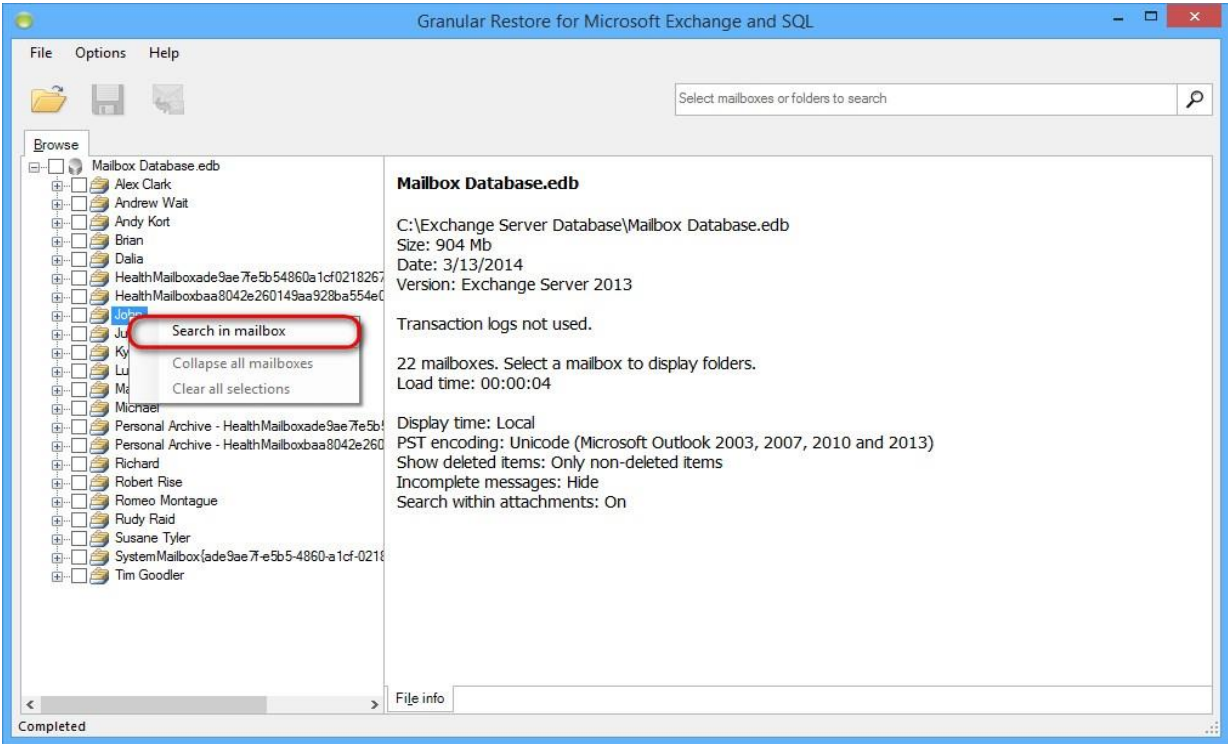 Granular Restore for Microsoft Exchange and SQL
File Options Help
Select mailboxes or folders to search
Browse
Mailbox Database.edb
Alex Clark
Andrew Wait
Andy Kort
Brian
Dalia
HealthMailboxade9ae7fe5b54860a1cf0218267
HealthMailboxbaa8042e260149aa928ba554e0
John
Search in mailbox
Collapse all mailboxes
Clear all selections
Michael
Personal Archive - HealthMailboxade9ae7fe5b5
Personal Archive - HealthMailboxbaa8042e260
Richard
Robert Rise
Romeo Montague
Rudy Raid
Susane Tyler
SystemMailbox{ade9ae7f-e5b5-4860-a1cf-0218
Tim Goodler
Mailbox Database.edb
C:\Exchange Server Database\Mailbox Database.edb
Size: 904 Mb
Date: 3/13/2014
Version: Exchange Server 2013
Transaction logs not used.
22 mailboxes. Select a mailbox to display folders.
Load time: 00:00:04
Display time: Local
PST encoding: Unicode (Microsoft Outlook 2003, 2007, 2010 and 2013)
Show deleted items: Only non-deleted items
Incomplete messages: Hide
Search within attachments: On
File info
Completed